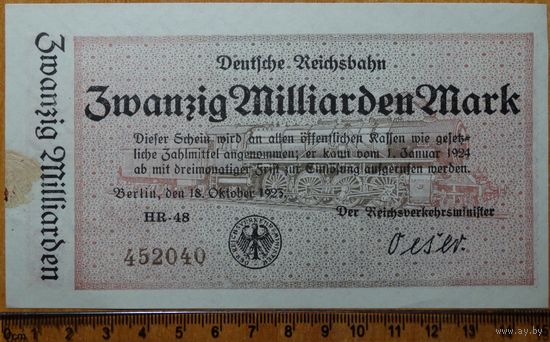 Deutsche Reichsbahn
Zwanzig Milliarden Mark
Dieser Schein wird an allen öffentlichen Kassen wie gesetz-
liche Zahlmittel angenommen; er kann vom 1. Januar 1924
ab mit dreimonatiger Frist zur Einlösung aufgerufen werden.
Berlin, den 18. Oktober 1923.
HR-48
Der Reichsverkehrsminister
452040
Oeser.
Zwanzig Milliarden
0cm 1 2 3 4 5 6 7 8 9 10 11 12 13
www.ay.by